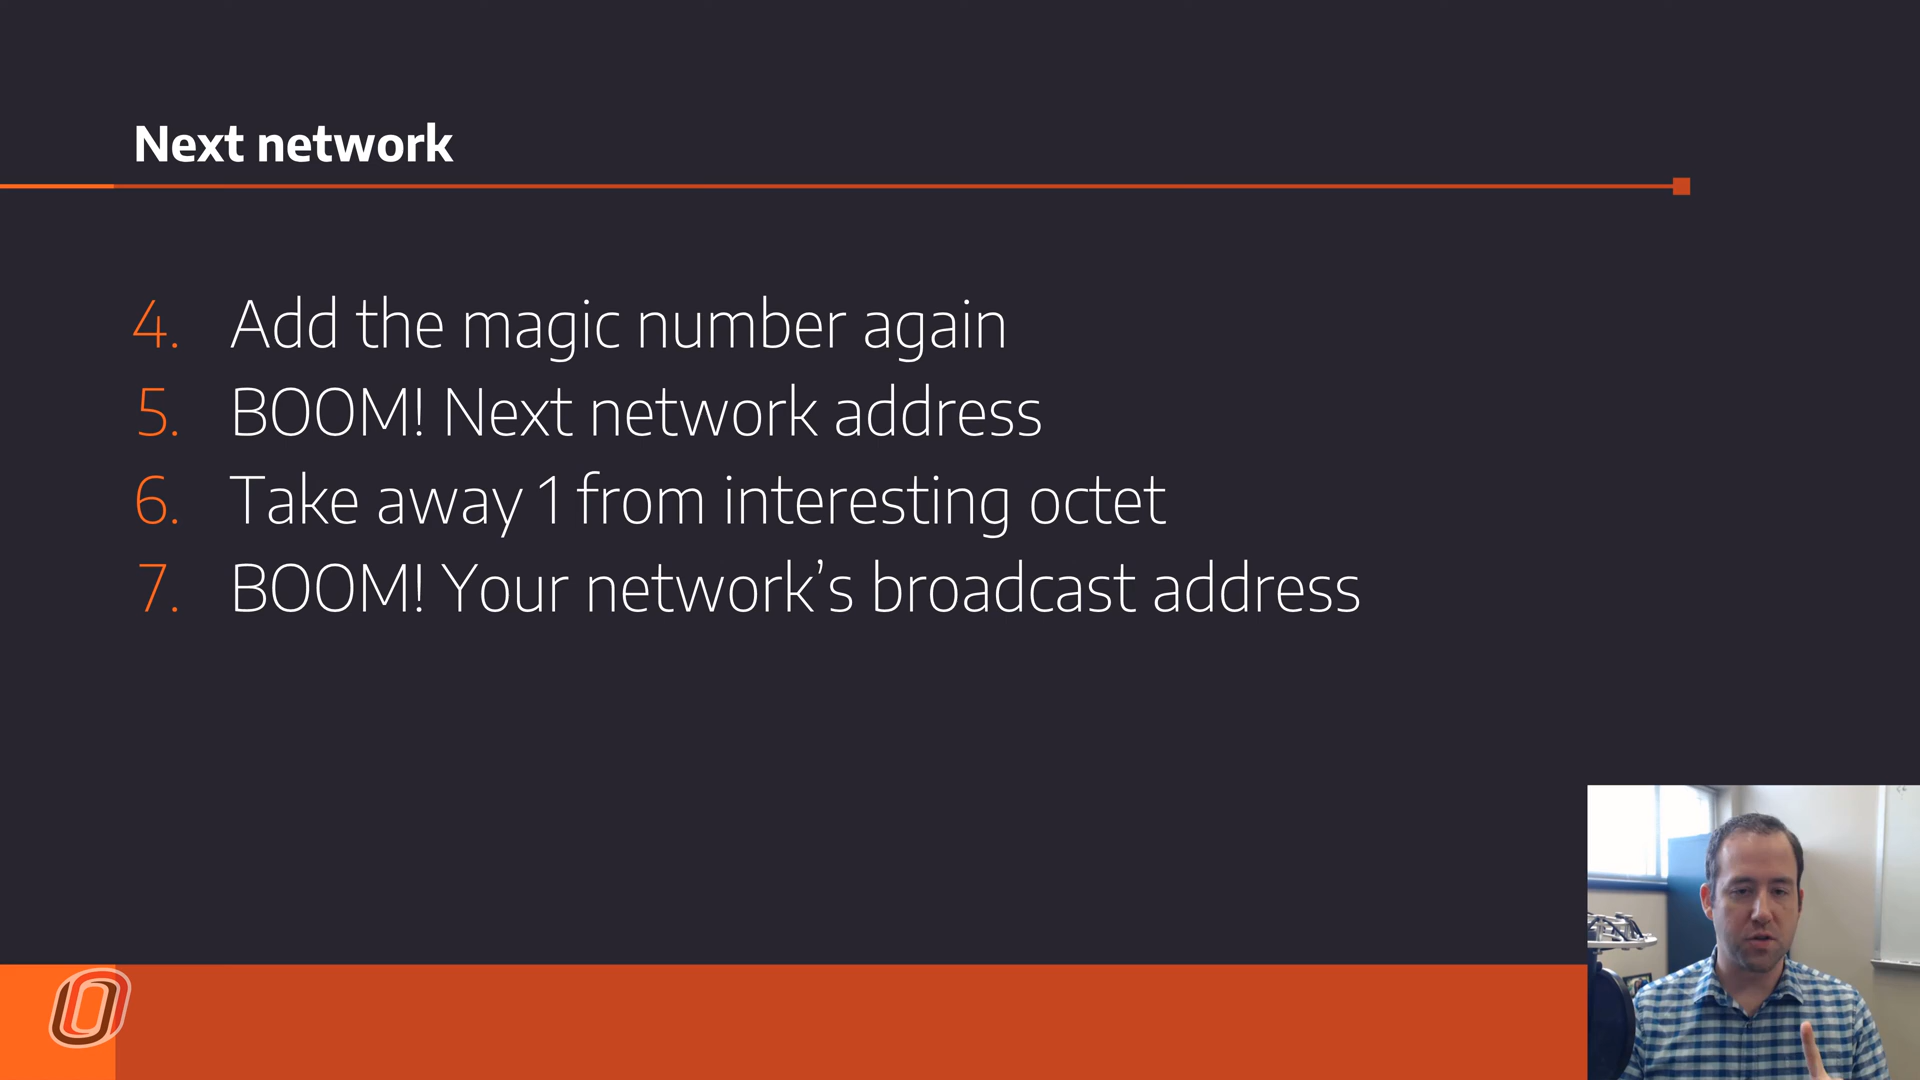 Next network
4. Add the magic number again
5. BOOM! Next network address
6. Take away 1 from interesting octet
7. BOOM! Your network’s broadcast address